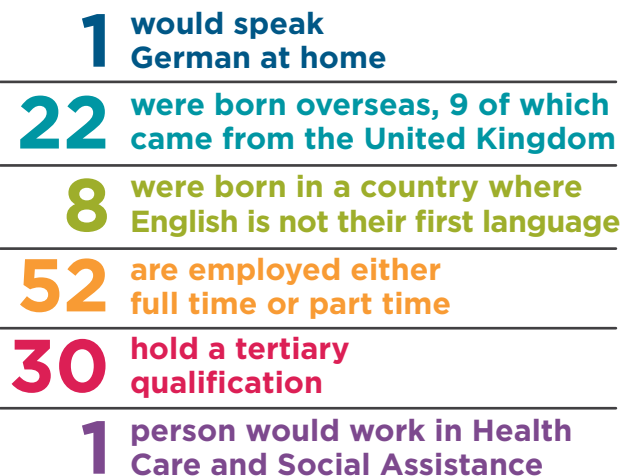 1 would speak
German at home
22 were born overseas, 9 of which
came from the United Kingdom
8 were born in a country where
English is not their first language
52 are employed either
full time or part time
30 hold a tertiary
qualification
1 person would work in Health
Care and Social Assistance